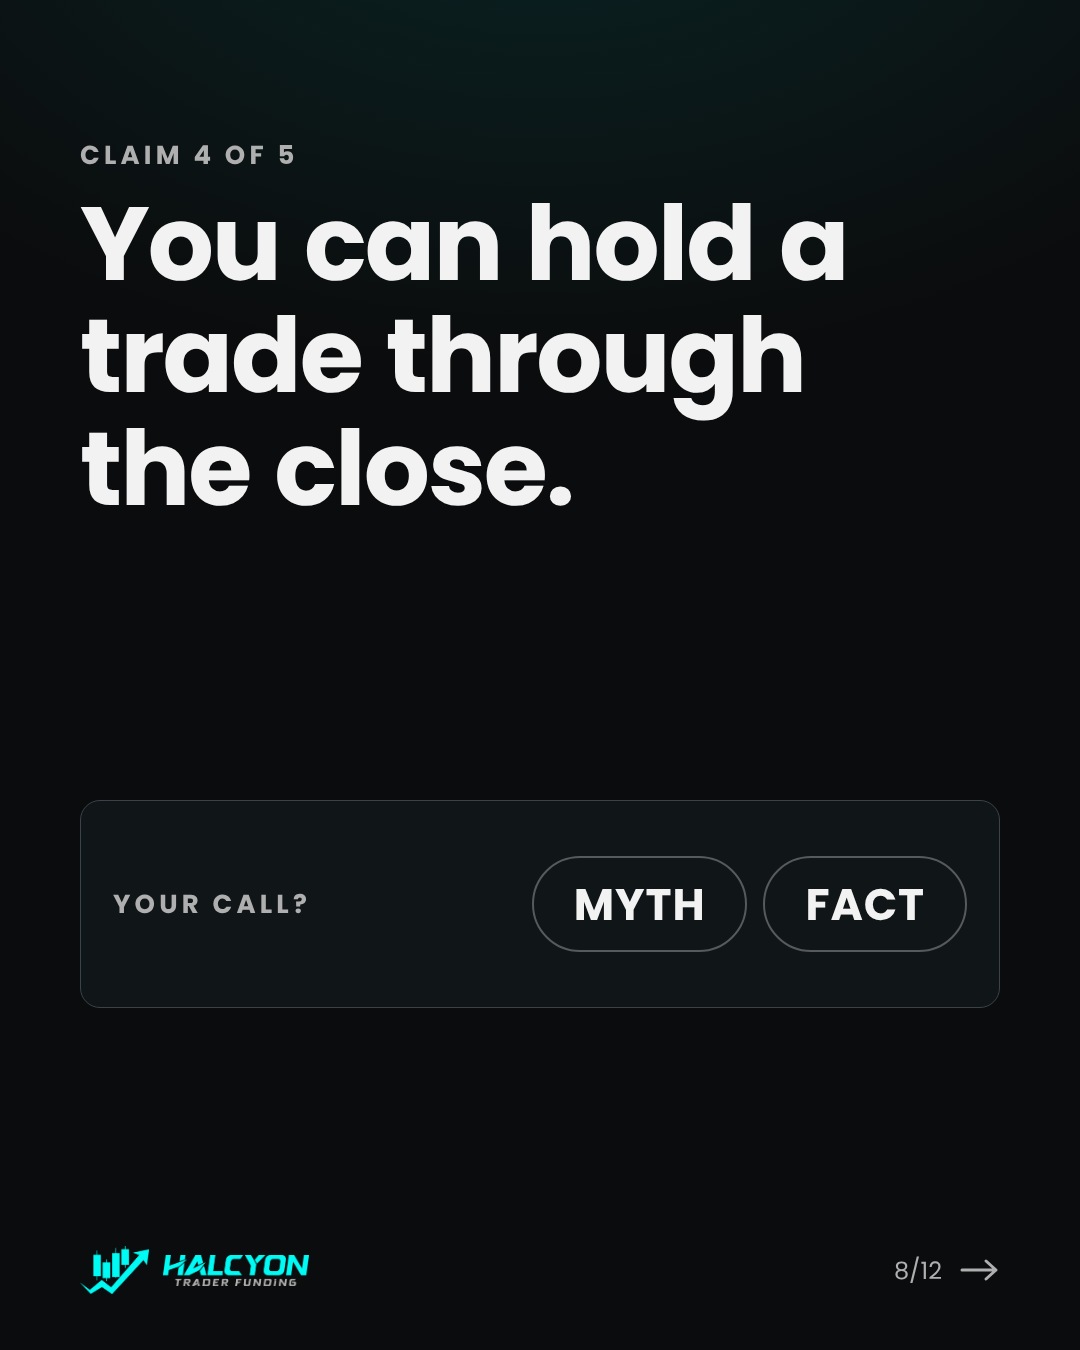 CLAIM 4 OF 5
You can hold a
trade through
the close.
YOUR CALL?
MYTH
FACT
HALCYON
TRADER FUNDING
8/12